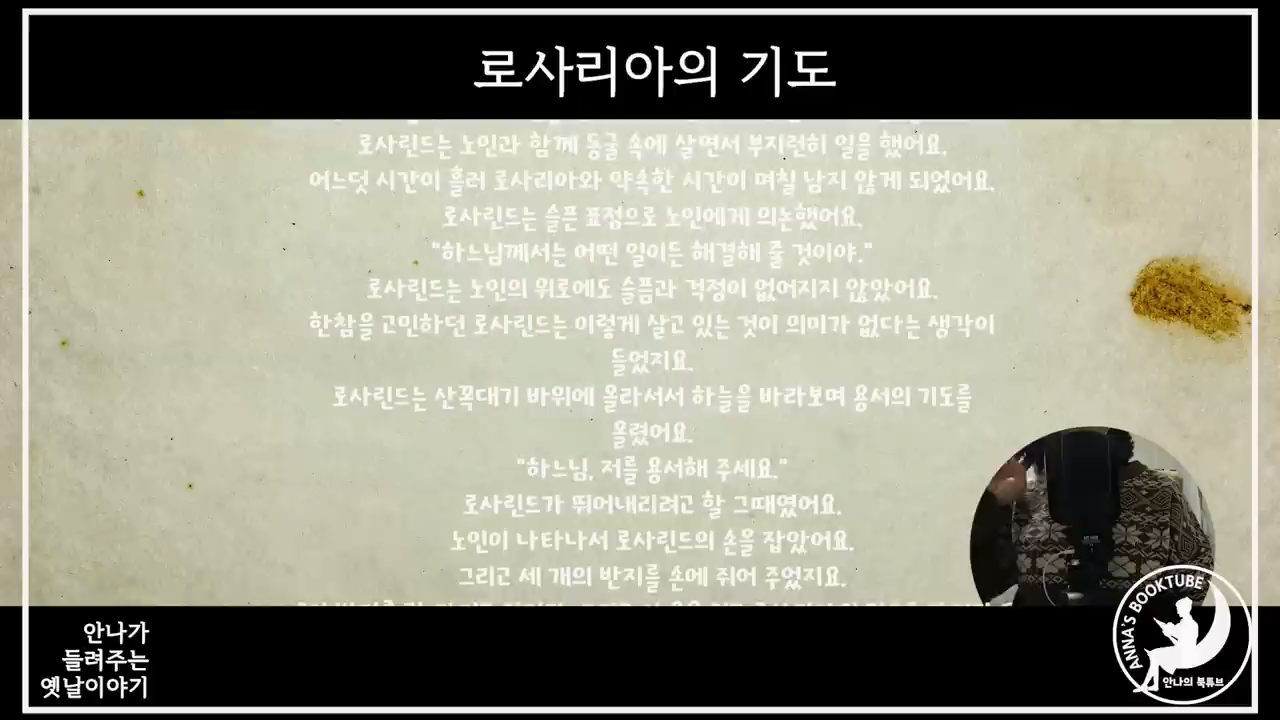 로사리아의 기도
로사린드는 노인과 함께 동굴 속에 살면서 부지런히 일을 했어요.
어느덧 시간이 흘러 로사리아와 약속한 시간이 며칠 남지 않게 되었어요.
로사린드는 슬픈 표정으로 노인에게 의논했어요.
"하느님께서는 어떤 일이든 해결해 줄 것이야."
로사린드는 노인의 위로에도 슬픔과 걱정이 없어지지 않았어요.
한참을 고민하던 로사린드는 이렇게 살고 있는 것이 의미가 없다는 생각이
들었지요.
로사린드는 산꼭대기 바위에 올라서서 하늘을 바라보며 용서의 기도를
올렸어요.
"하느님, 저를 용서해 주세요."
로사린드가 뛰어내리려고 할 그때였어요.
노인이 나타나서 로사린드의 손을 잡았어요.
그리고 세 개의 반지를 손에 쥐어 주었지요.
안나가
들려주는
옛날이야기
ANNA'S BOOKTUBE
안나의 북튜브